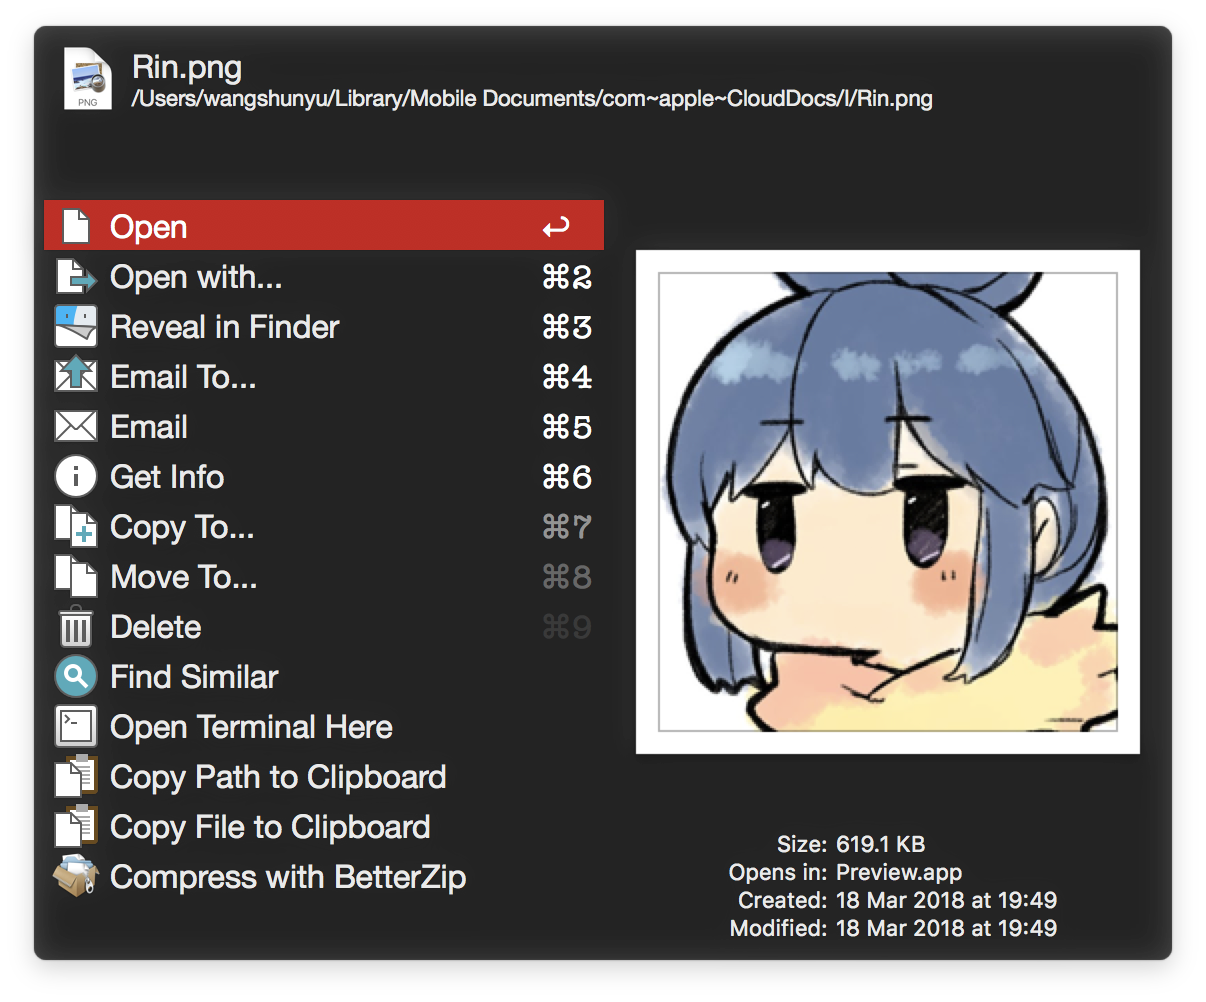 PNG
Rin.png
/Users/wangshunyu/Library/Mobile Documents/com~apple~CloudDocs/I/Rin.png
Open ↩
Open with... ⌘2
Reveal in Finder ⌘3
Email To... ⌘4
Email ⌘5
Get Info ⌘6
Copy To... ⌘7
Move To... ⌘8
Delete ⌘9
Find Similar
Open Terminal Here
Copy Path to Clipboard
Copy File to Clipboard
Compress with BetterZip
Size: 619.1 KB
Opens in: Preview.app
Created: 18 Mar 2018 at 19:49
Modified: 18 Mar 2018 at 19:49